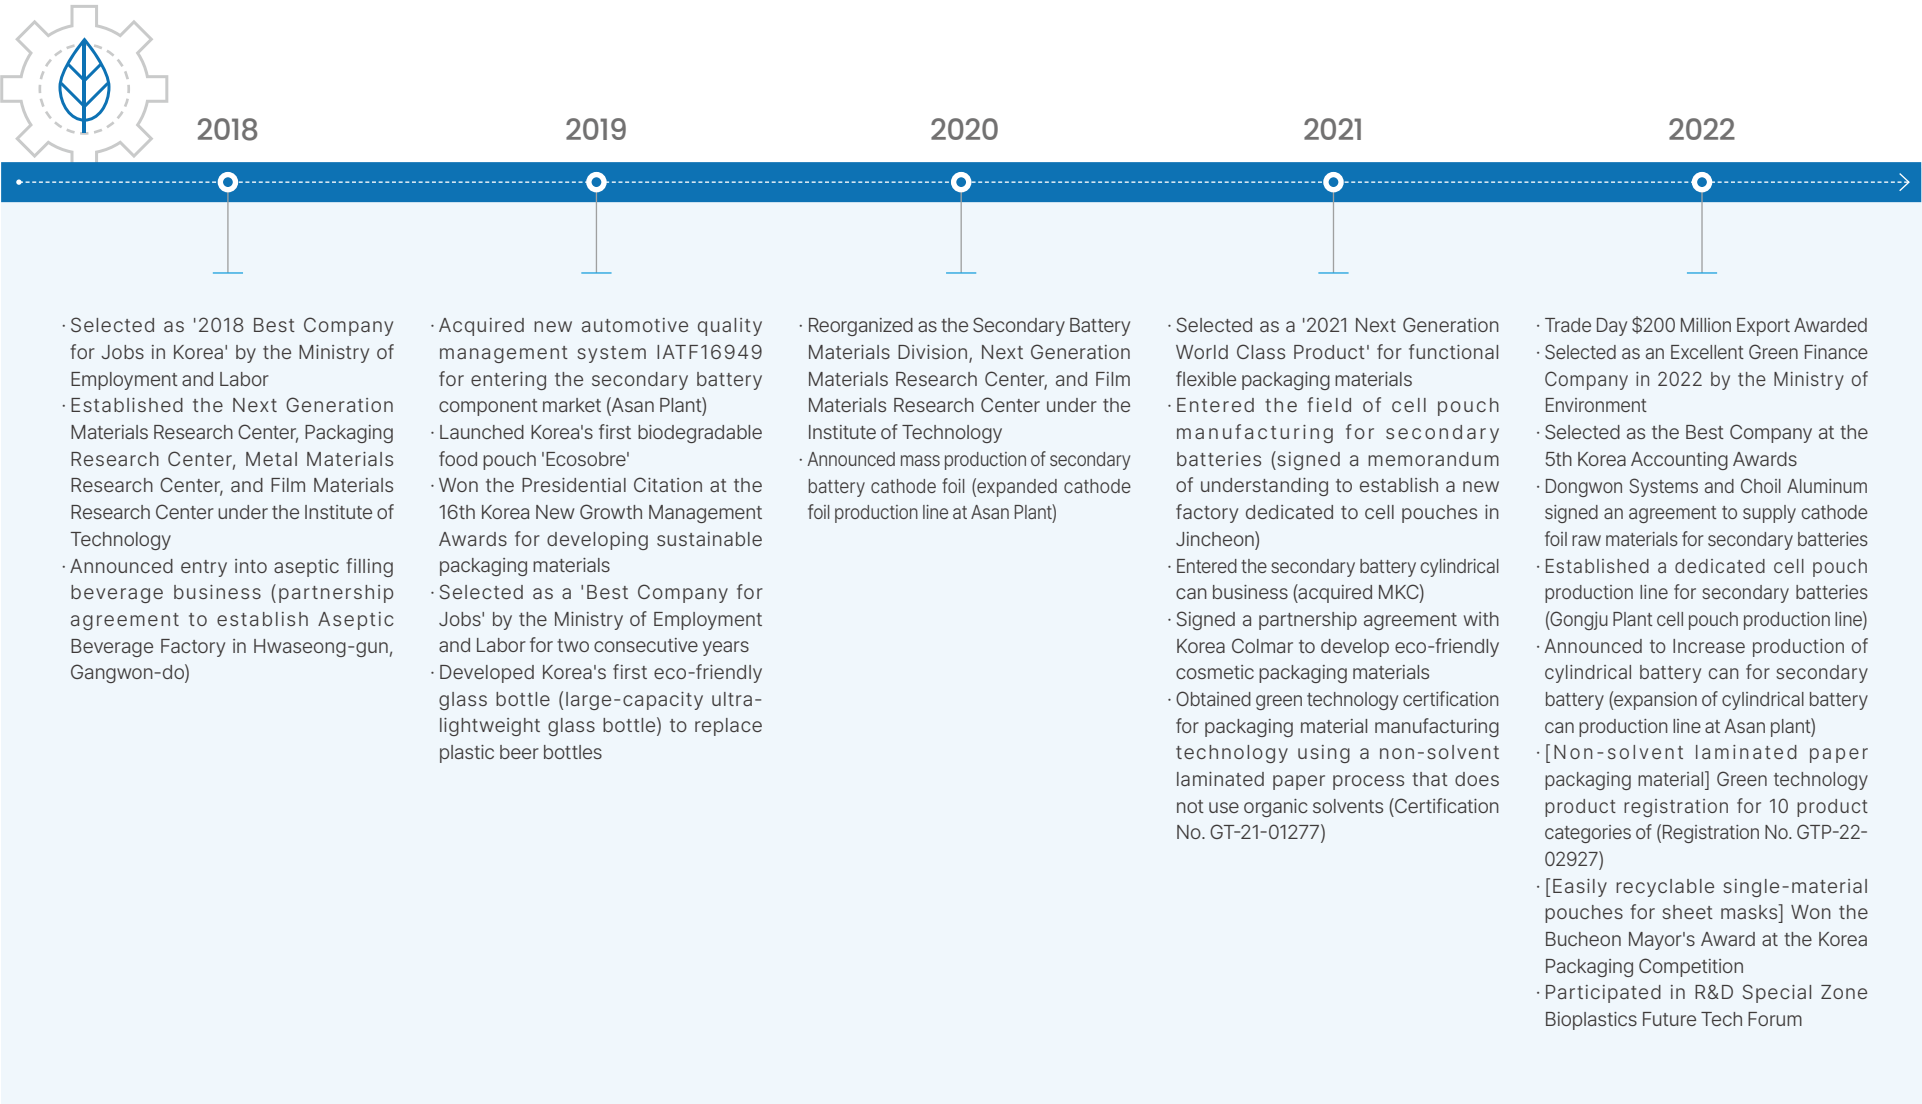 2018
2019
2020
2021
2022
· Selected as '2018 Best Company
for Jobs in Korea' by the Ministry of
Employment and Labor
· Established the Next Generation
Materials Research Center, Packaging
Research Center, Metal Materials
Research Center, and Film Materials
Research Center under the Institute of
Technology
· Announced entry into aseptic filling
beverage business (partnership
agreement to establish Aseptic
Beverage Factory in Hwaseong-gun,
Gangwon-do)
· Acquired new automotive quality
management system IATF16949
for entering the secondary battery
component market (Asan Plant)
· Launched Korea's first biodegradable
food pouch 'Ecosobre'
· Won the Presidential Citation at the
16th Korea New Growth Management
Awards for developing sustainable
packaging materials
· Selected as a 'Best Company for
Jobs' by the Ministry of Employment
and Labor for two consecutive years
· Developed Korea's first eco-friendly
glass bottle (large-capacity ultra-
lightweight glass bottle) to replace
plastic beer bottles
· Reorganized as the Secondary Battery
Materials Division, Next Generation
Materials Research Center, and Film
Materials Research Center under the
Institute of Technology
· Announced mass production of secondary
battery cathode foil (expanded cathode
foil production line at Asan Plant)
· Selected as a '2021 Next Generation
World Class Product' for functional
flexible packaging materials
· Entered the field of cell pouch
manufacturing for secondary
batteries (signed a memorandum
of understanding to establish a new
factory dedicated to cell pouches in
Jincheon)
· Entered the secondary battery cylindrical
can business (acquired MKC)
· Signed a partnership agreement with
Korea Colmar to develop eco-friendly
cosmetic packaging materials
· Obtained green technology certification
for packaging material manufacturing
technology using a non-solvent
laminated paper process that does
not use organic solvents (Certification
No. GT-21-01277)
· Trade Day $200 Million Export Awarded
· Selected as an Excellent Green Finance
Company in 2022 by the Ministry of
Environment
· Selected as the Best Company at the
5th Korea Accounting Awards
· Dongwon Systems and Choil Aluminum
signed an agreement to supply cathode
foil raw materials for secondary batteries
· Established a dedicated cell pouch
production line for secondary batteries
(Gongju Plant cell pouch production line)
· Announced to Increase production of
cylindrical battery can for secondary
battery (expansion of cylindrical battery
can production line at Asan plant)
· [Non-solvent laminated paper
packaging material] Green technology
product registration for 10 product
categories of (Registration No. GTP-22-
02927)
· [Easily recyclable single-material
pouches for sheet masks] Won the
Bucheon Mayor's Award at the Korea
Packaging Competition
· Participated in R&D Special Zone
Bioplastics Future Tech Forum